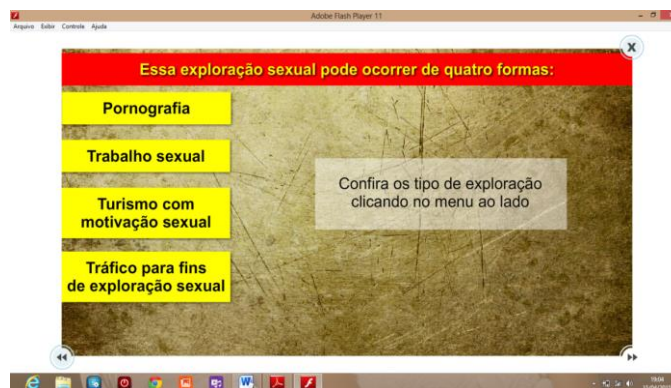 Adobe Flash Player 11
Arquivo Exibir Controle Ajuda
X
Essa exploração sexual pode ocorrer de quatro formas:
Pornografia
Trabalho sexual
Turismo com
motivação sexual
Tráfico para fins
de exploração sexual
Confira os tipo de exploração
clicando no menu ao lado